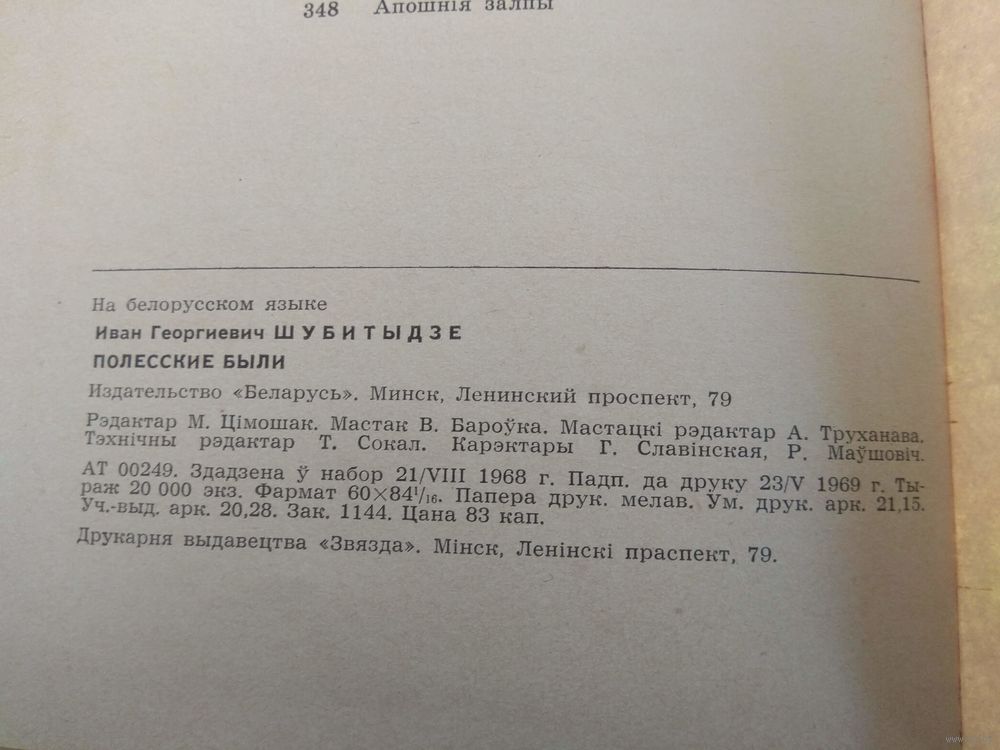 348 Апошнія залпы
На белорусском языке
Иван Георгиевич ШУБИТЫДЗЕ
ПОЛЕССКИЕ БЫЛИ
Издательство «Беларусь». Минск, Ленинский проспект, 79
Рэдактар М. Цімошак. Мастак В. Бароўка. Мастацкі рэдактар А. Труханава.
Тэхнічны рэдактар Т. Сокал. Карэктары Г. Славінская, Р. Маўшовіч.
АТ 00249. Здадзена ў набор 21/VIII 1968 г. Падп. да друку 23/V 1969 г. Ты-
раж 20 000 экз. Фармат 60×84¹/₁₆. Папера друк. мелав. Ум. друк. арк. 21,15.
Уч.-выд. арк. 20,28. Зак. 1144. Цана 83 кап.
Друкарня выдавецтва «Звязда». Мінск, Ленінскі праспект, 79.